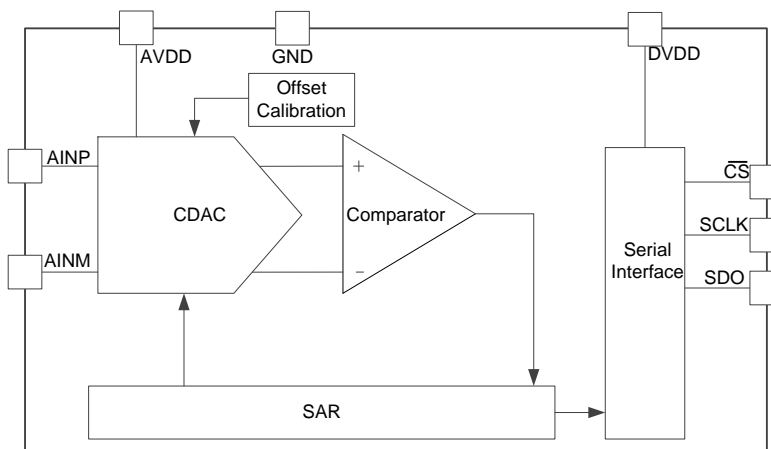 AVDD
GND
DVDD
Offset
Calibration
AINP
CS
+
CDAC
Comparator
SCLK
AINM
−
Serial
Interface
SDO
SAR